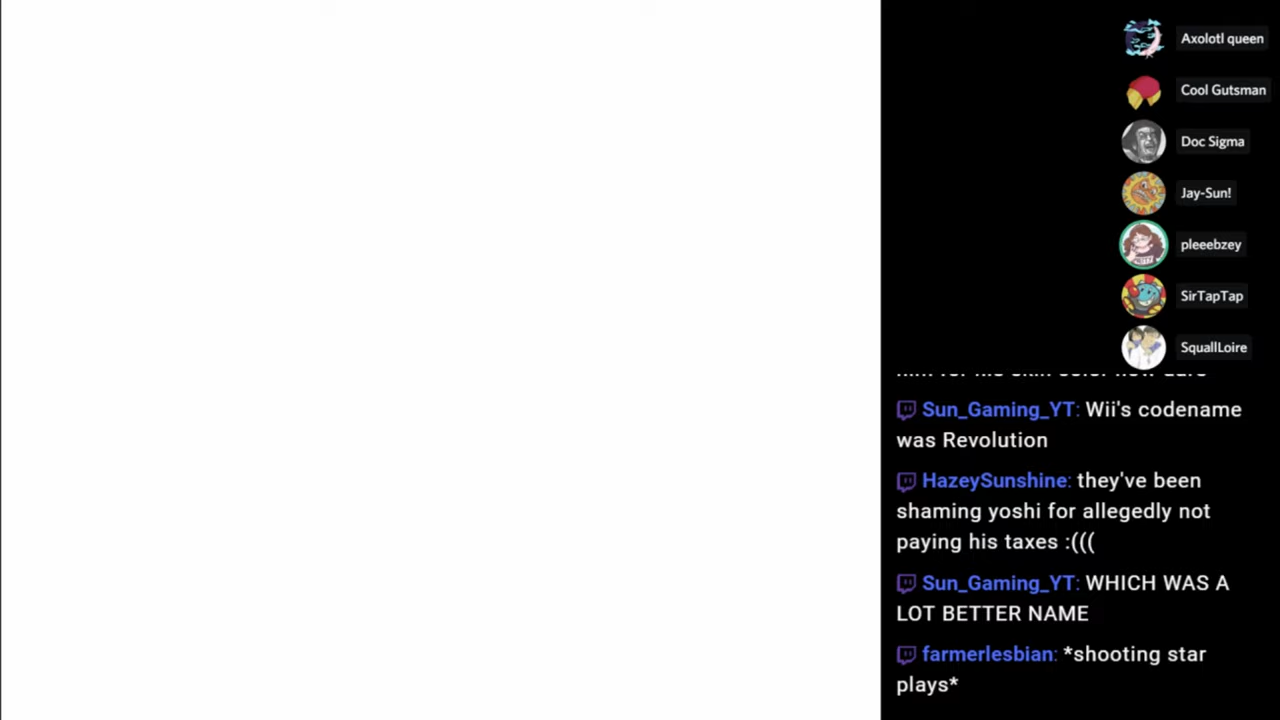 Axolotl queen
Cool Gutsman
Doc Sigma
Jay-Sun!
pleeebzey
SirTapTap
SquallLoire
Sun_Gaming_YT: Wii's codename
was Revolution
HazeySunshine: they've been
shaming yoshi for allegedly not
paying his taxes :(((
Sun_Gaming_YT: WHICH WAS A
LOT BETTER NAME
farmerlesbian: *shooting star
plays*